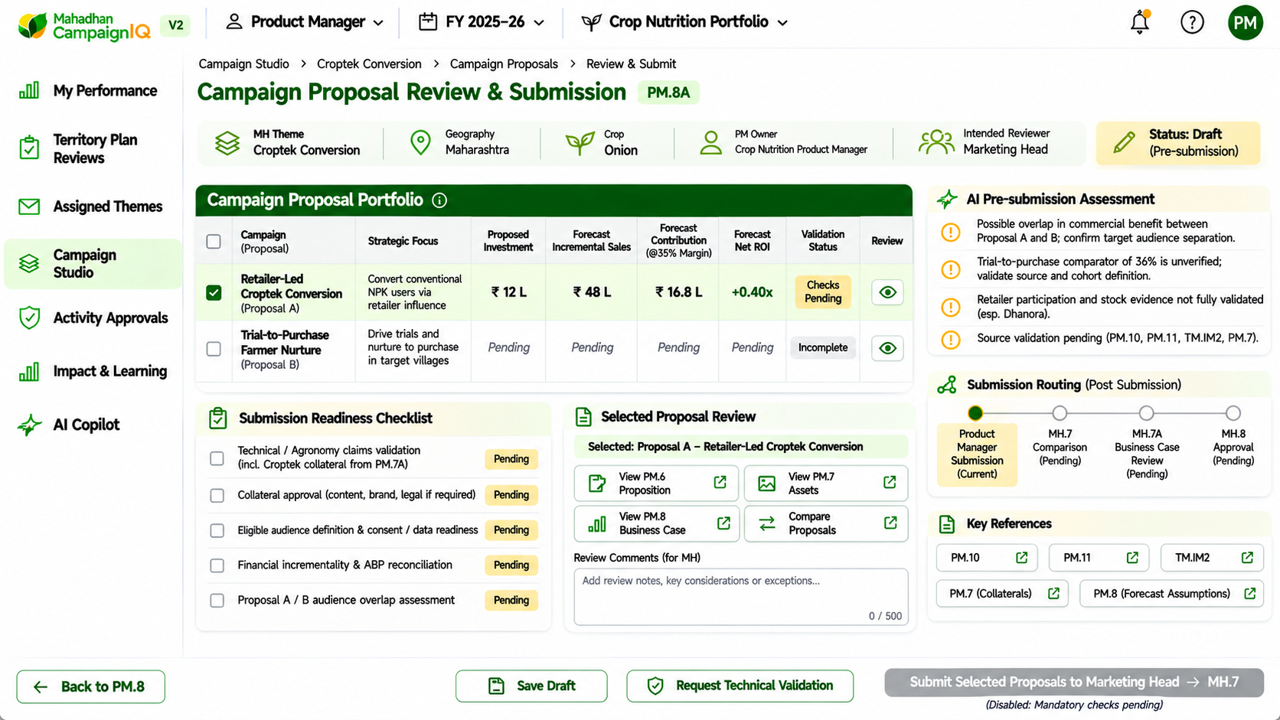 Mahadhan
CampaignIQ
V2
Product Manager
FY 2025–26
Crop Nutrition Portfolio
?
PM
My Performance
Territory Plan
Reviews
Assigned Themes
Campaign
Studio
Activity Approvals
Impact & Learning
AI Copilot
Campaign Studio > Croptek Conversion > Campaign Proposals > Review & Submit
Campaign Proposal Review & Submission
PM.8A
MH Theme
Croptek Conversion
Geography
Maharashtra
Crop
Onion
PM Owner
Crop Nutrition Product Manager
Intended Reviewer
Marketing Head
Status: Draft
(Pre-submission)
Campaign Proposal Portfolio
Campaign
(Proposal)
Strategic Focus
Proposed
Investment
Forecast
Incremental Sales
Forecast
Contribution
(@35% Margin)
Forecast
Net ROI
Validation
Status
Review
Retailer-Led
Croptek Conversion
(Proposal A)
Convert conventional
NPK users via
retailer influence
₹ 12 L
₹ 48 L
₹ 16.8 L
+0.40x
Checks
Pending
Trial-to-Purchase
Farmer Nurture
(Proposal B)
Drive trials and
nurture to purchase
in target villages
Pending
Pending
Pending
Pending
Incomplete
AI Pre-submission Assessment
Possible overlap in commercial benefit between
Proposal A and B; confirm target audience separation.
Trial-to-purchase comparator of 36% is unverified;
validate source and cohort definition.
Retailer participation and stock evidence not fully validated
(esp. Dhanora).
Source validation pending (PM.10, PM.11, TM.IM2, PM.7).
Submission Routing (Post Submission)
Product
Manager
Submission
(Current)
MH.7
Comparison
(Pending)
MH.7A
Business Case
Review
(Pending)
MH.8
Approval
(Pending)
Key References
PM.10
PM.11
TM.IM2
PM.7 (Collaterals)
PM.8 (Forecast Assumptions)
Submission Readiness Checklist
Technical / Agronomy claims validation
(incl. Croptek collateral from PM.7A)
Pending
Collateral approval (content, brand, legal if required)
Pending
Eligible audience definition & consent / data readiness
Pending
Financial incrementality & ABP reconciliation
Pending
Proposal A / B audience overlap assessment
Pending
Selected Proposal Review
Selected: Proposal A – Retailer-Led Croptek Conversion
View PM.6
Proposition
View PM.7
Assets
View PM.8
Business Case
Compare
Proposals
Review Comments (for MH)
Add review notes, key considerations or exceptions...
0 / 500
← Back to PM.8
Save Draft
Request Technical Validation
Submit Selected Proposals to Marketing Head → MH.7
(Disabled: Mandatory checks pending)